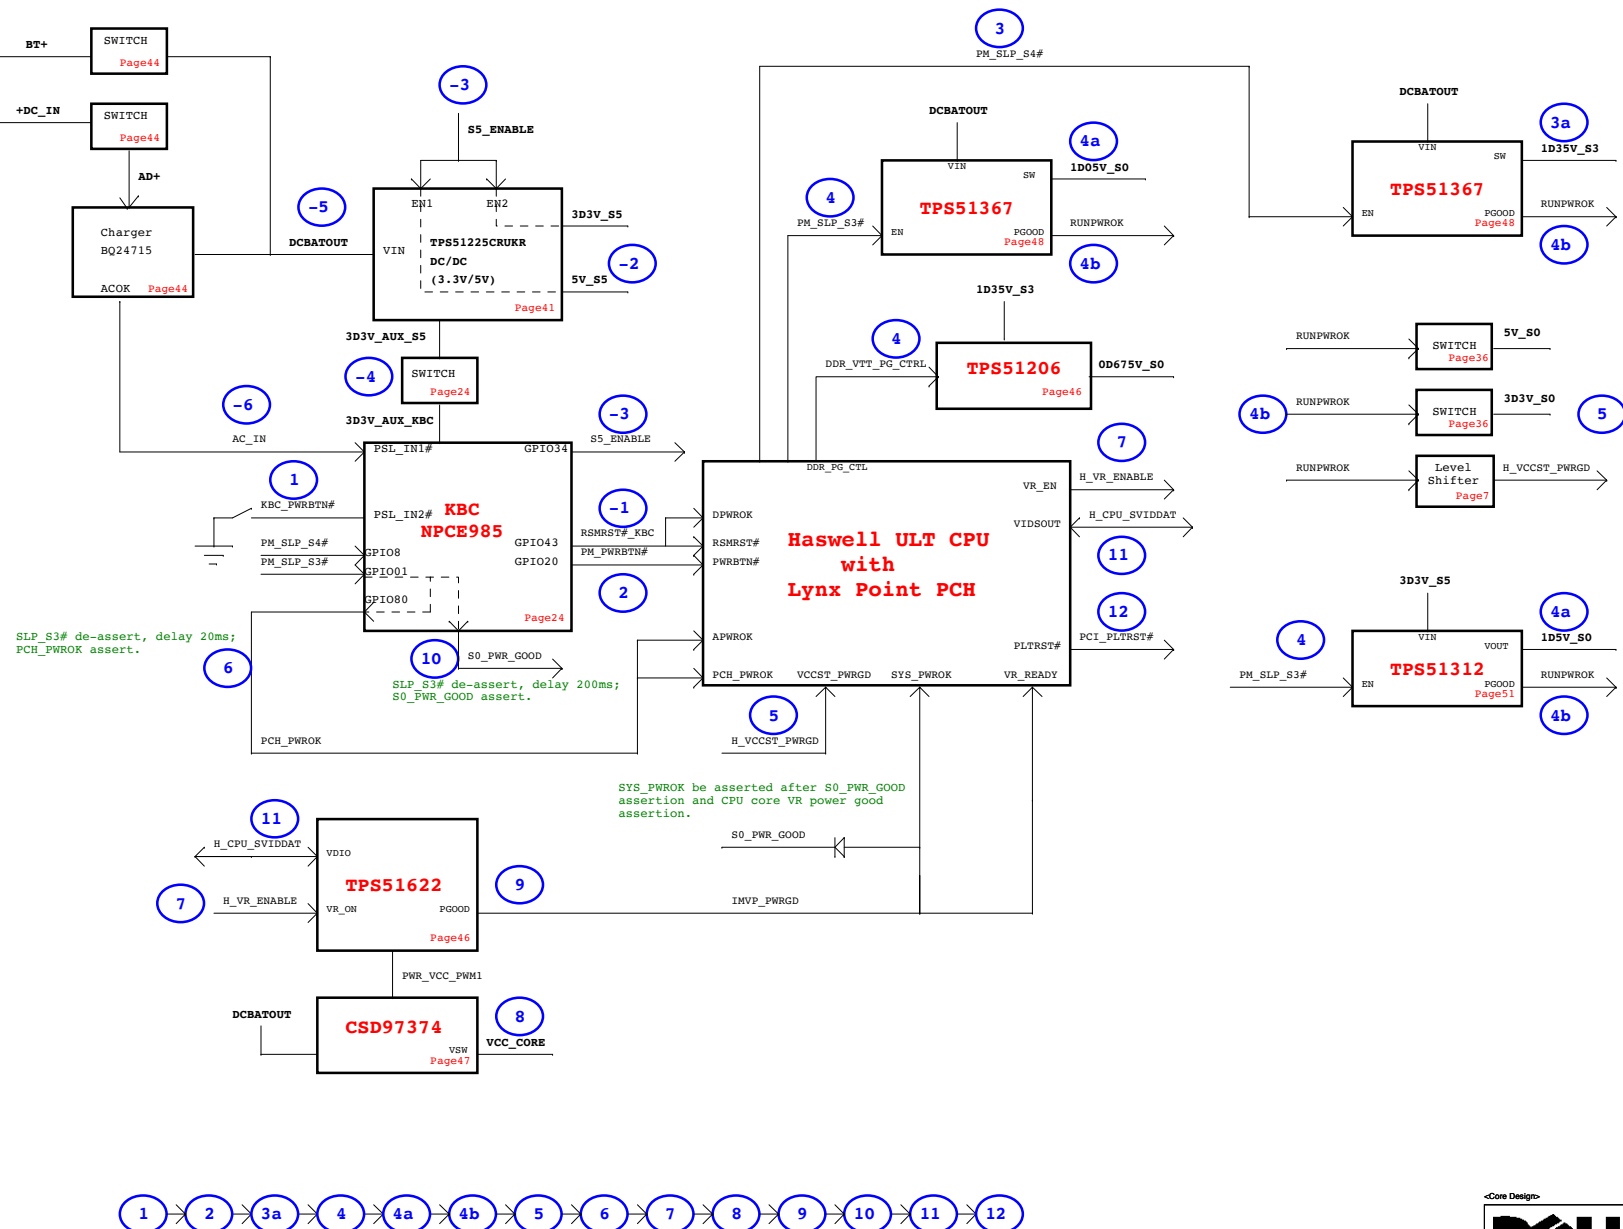 3
PM_SLP_S4#
BT+
SWITCH
Page44
+DC_IN
SWITCH
Page44
AD+
Charger
BQ24715
ACOK Page44
-3
S5_ENABLE
-5
DCBATOUT
EN1 EN2
VIN
TPS51225CRUKR
DC/DC
(3.3V/5V)
Page41
3D3V_S5
-2
5V_S5
3D3V_AUX_S5
-4
SWITCH
Page24
3D3V_AUX_KBC
-6
AC_IN
-3
S5_ENABLE
1
KBC_PWRBTN#
PM_SLP_S4#
PM_SLP_S3#
PSL_IN1# GPIO34
PSL_IN2#
KBC
NPCE985
GPIO43
GPIO20
GPIO8
GPIO01
GPIO80
Page24
-1
RSMRST#_KBC
PM_PWRBTN#
2
SLP_S3# de-assert, delay 20ms;
PCH_PWROK assert.
6
10
S0_PWR_GOOD
SLP_S3# de-assert, delay 200ms;
S0_PWR_GOOD assert.
PCH_PWROK
DCBATOUT
4a
1D05V_S0
VIN
SW
TPS51367
EN
PGOOD
Page48
4
PM_SLP_S3#
RUNPWROK
4b
1D35V_S3
4
DDR_VTT_PG_CTRL
TPS51206
Page46
0D675V_S0
DDR_PG_CTL
VR_EN
DPWROK
VIDSOUT
RSMRST#
PWRBTN#
Haswell ULT CPU
with
Lynx Point PCH
APWROK
PLTRST#
PCH_PWROK VCCST_PWRGD SYS_PWROK VR_READY
7
H_VR_ENABLE
H_CPU_SVIDDAT
11
12
PCI_PLTRST#
5
H_VCCST_PWRGD
SYS_PWROK be asserted after S0_PWR_GOOD
assertion and CPU core VR power good
assertion.
S0_PWR_GOOD
IMVP_PWRGD
DCBATOUT
3a
1D35V_S3
VIN
SW
TPS51367
EN
PGOOD
Page48
RUNPWROK
4b
RUNPWROK
SWITCH
Page36
5V_S0
4b
RUNPWROK
SWITCH
Page36
3D3V_S0
5
RUNPWROK
Level
Shifter
Page7
H_VCCST_PWRGD
3D3V_S5
4a
1D5V_S0
4
PM_SLP_S3#
VIN
VOUT
TPS51312
EN
PGOOD
Page51
RUNPWROK
4b
11
H_CPU_SVIDDAT
7
H_VR_ENABLE
VDIO
TPS51622
VR_ON
PGOOD
Page46
9
PWR_VCC_PWM1
DCBATOUT
CSD97374
VSW
Page47
8
VCC_CORE
1 2 3a 4 4a 4b 5 6 7 8 9 10 11 12
<Core Design>